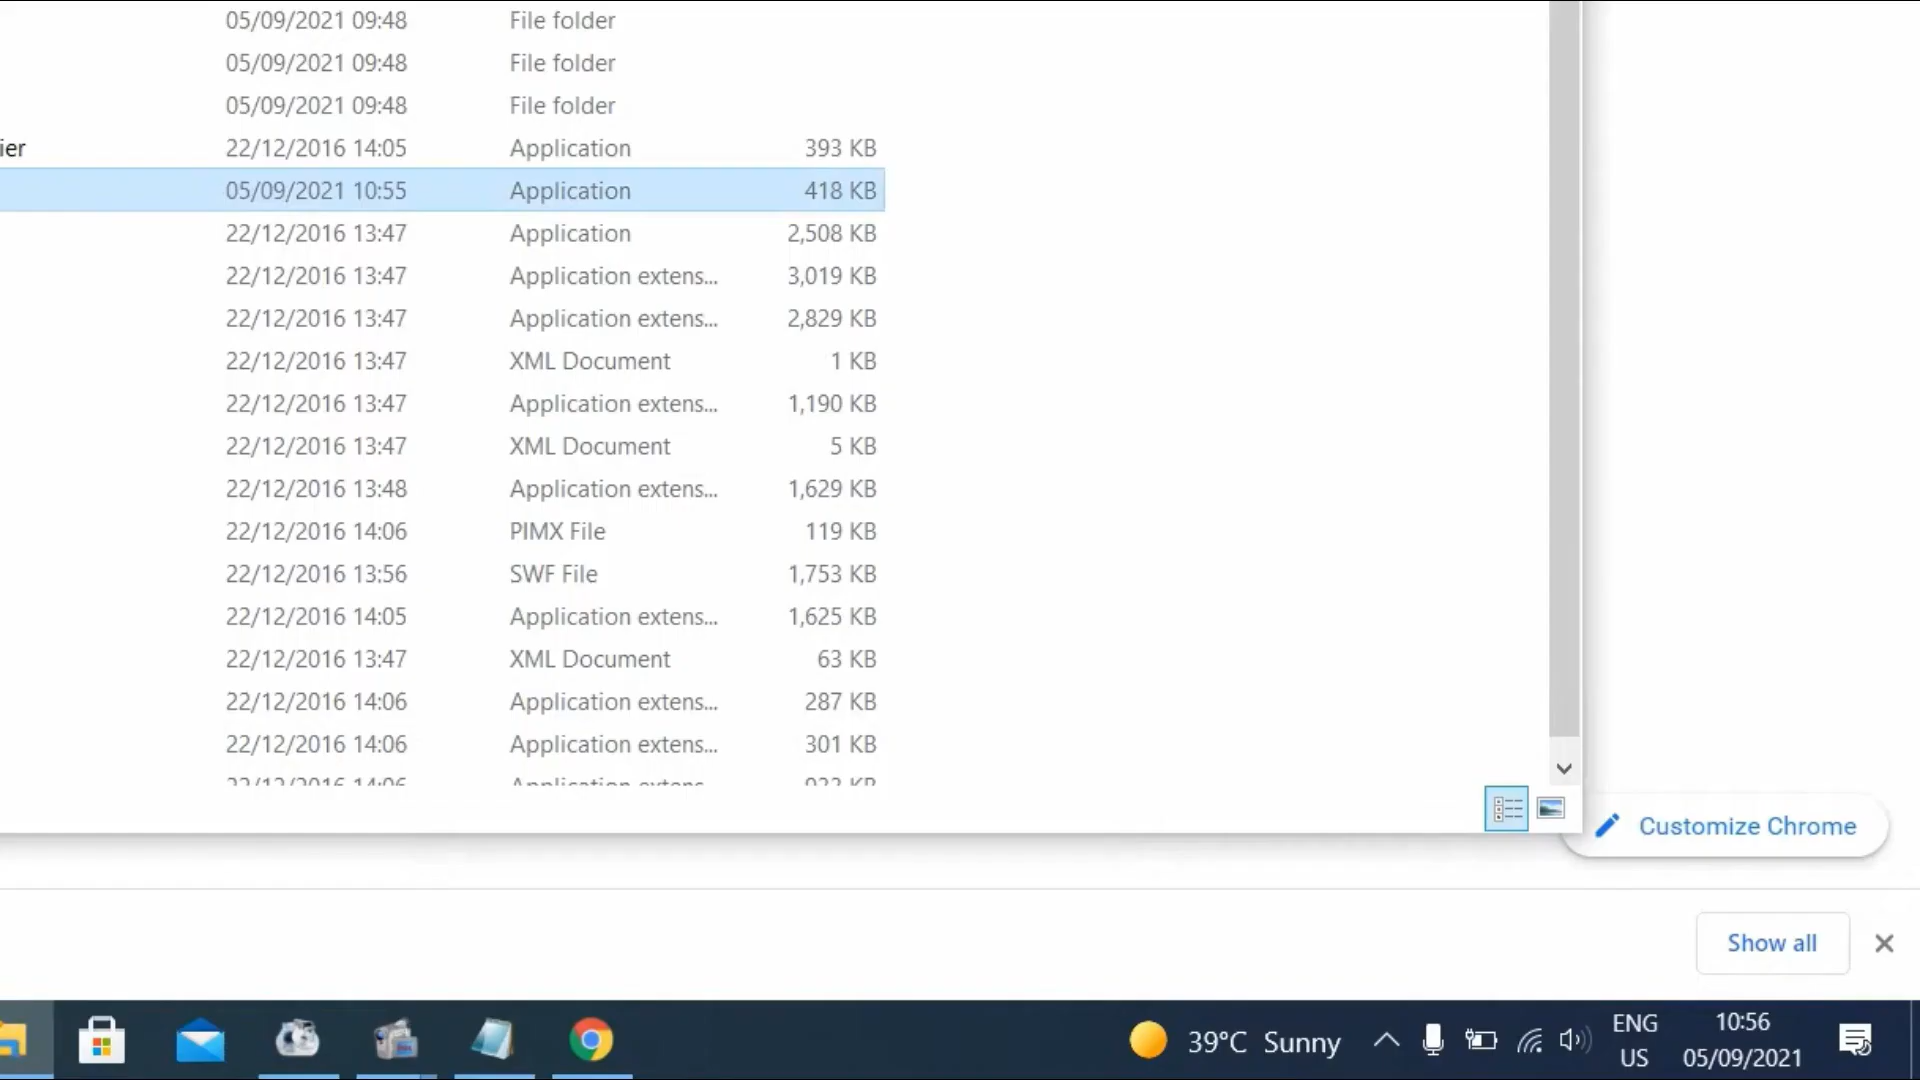 05/09/2021 09:48 File folder
05/09/2021 09:48 File folder
05/09/2021 09:48 File folder
ier 22/12/2016 14:05 Application 393 KB
05/09/2021 10:55 Application 418 KB
22/12/2016 13:47 Application 2,508 KB
22/12/2016 13:47 Application extens... 3,019 KB
22/12/2016 13:47 Application extens... 2,829 KB
22/12/2016 13:47 XML Document 1 KB
22/12/2016 13:47 Application extens... 1,190 KB
22/12/2016 13:47 XML Document 5 KB
22/12/2016 13:48 Application extens... 1,629 KB
22/12/2016 14:06 PIMX File 119 KB
22/12/2016 13:56 SWF File 1,753 KB
22/12/2016 14:05 Application extens... 1,625 KB
22/12/2016 13:47 XML Document 63 KB
22/12/2016 14:06 Application extens... 287 KB
22/12/2016 14:06 Application extens... 301 KB
22/12/2016 14:06 Application extens...
Customize Chrome
Show all
39°C Sunny
ENG
US
10:56
05/09/2021